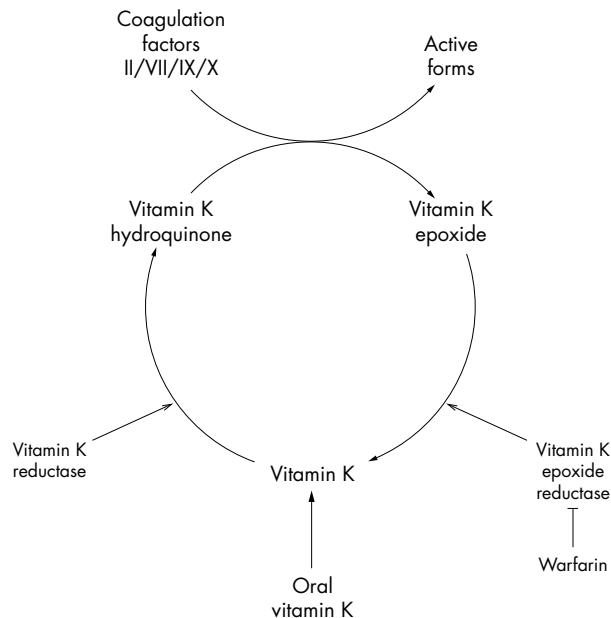 Coagulation
factors
II/VII/IX/X
Active
forms
Vitamin K
hydroquinone
Vitamin K
epoxide
Vitamin K
reductase
Vitamin K
Vitamin K
epoxide
reductase
Warfarin
Oral
vitamin K